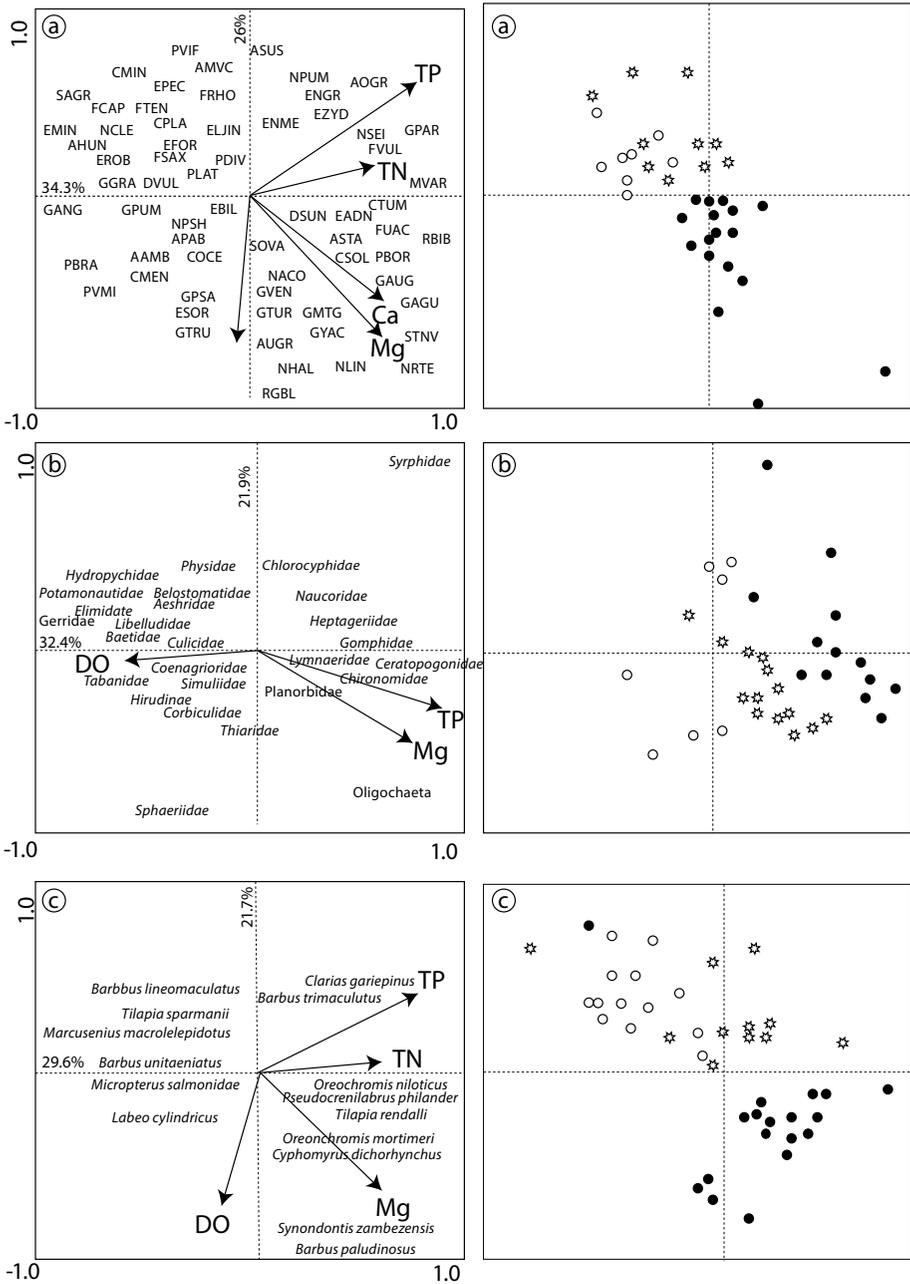 1.0
a
26%
PVIF
ASUS
CMIN
AMVC
TP
EPEC
NPUM
AOGR
SAGR
FRHO
ENGR
FCAP
FTEN
EZYD
CPLA
ENME
EMIN
NCLE
ELJIN
NSEI
GPAR
AHUN
EFOR
FVUL
EROB
FSAX
PDIV
PLAT
TN
GGRA
DVUL
MVAR
34.3%
CTUM
GANG
GPUM
EBIL
DSUN
EADN
NPSH
FUAC
APAB
SOVA
ASTA
RBIB
AAMB
COCE
CSOL
PBOR
PBRA
CMEN
NACO
GAUG
PVMI
GVEN
GPSA
GAGU
ESOR
GTUR
GMTG
Ca
GTRU
GYAC
STNV
AUGR
Mg
NHAL
NLIN
NRTE
RGBL
-1.0
1.0
a
1.0
b
21.9%
Syrphidae
Physidae
Chlorocyphidae
Hydropychidae
Potamonautidae
Belostomatidae
Naucoridae
Aeshridae
Elimidate
Gerridae
Libelludidae
Heptageriidae
Baetidae
Culicidae
Gomphidae
32.4%
DO
Coenagrioridae
Lymnaeridae
Ceratopogonidae
Tabanidae
Simuliidae
Chironomidae
Hirudinae
Planorbidae
Corbiculidae
TP
Thiaridae
Mg
Oligochaeta
Sphaeriidae
-1.0
1.0
b
1.0
c
21.7%
Clarias gariepinus
TP
Barbbus lineomaculatus
Barbus trimaculutus
Tilapia sparmanii
Marcusenius macrolepidotus
29.6%
Barbus unitaeniatus
TN
Micropterus salmonidae
Oreochromis niloticus
Pseudocrenilabrus philander
Labeo cylindricus
Tilapia rendalli
Oreonchromis mortimeri
Cyphomyrus dichorhynchus
DO
Mg
Synondontis zambezensis
Barbus paludinosus
-1.0
1.0
c